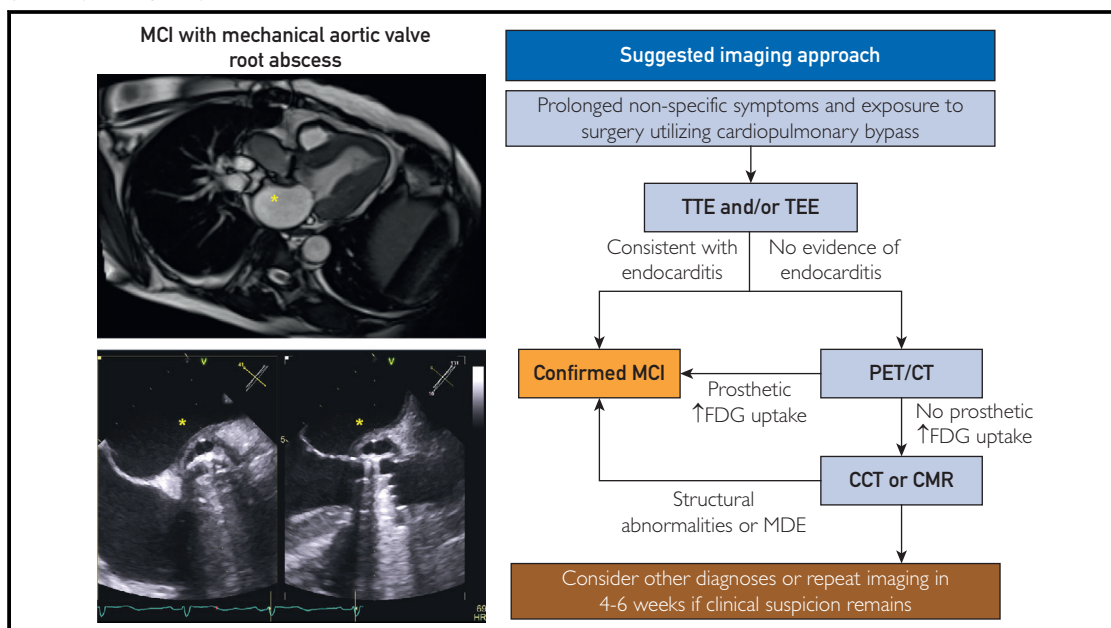 MCI with mechanical aortic valve
root abscess
*
V
V
*
*
5
HR
Suggested imaging approach
Prolonged non-specific symptoms and exposure to
surgery utilizing cardiopulmonary bypass
TTE and/or TEE
Consistent with
endocarditis
No evidence of
endocarditis
Confirmed MCI
PET/CT
Prosthetic
↑FDG uptake
No prosthetic
↑FDG uptake
CCT or CMR
Structural
abnormalities or MDE
Consider other diagnoses or repeat imaging in
4-6 weeks if clinical suspicion remains